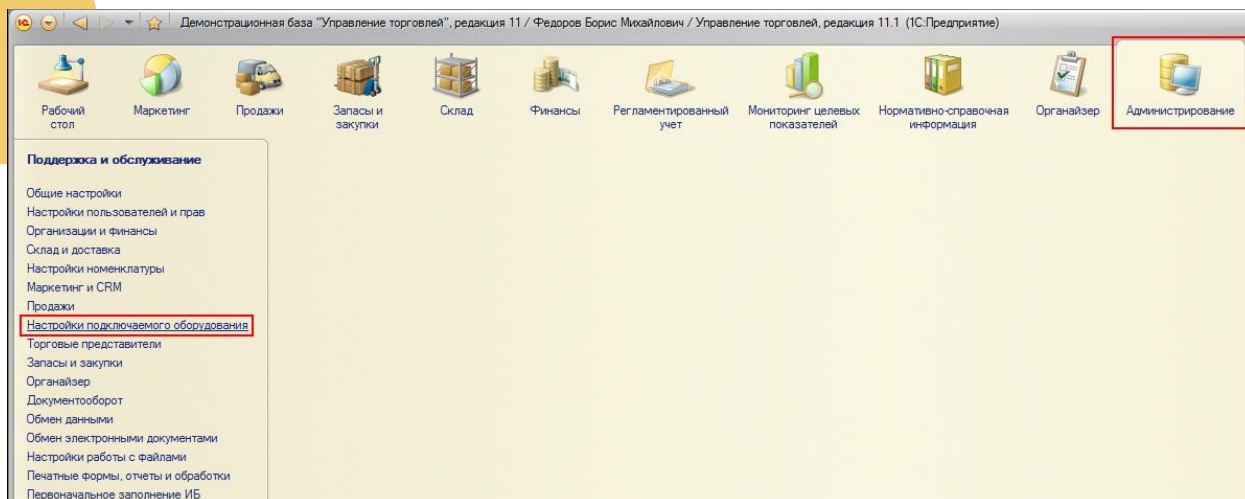 1С Демонстрационная база "Управление торговлей", редакция 11 / Федоров Борис Михайлович / Управление торговлей, редакция 11.1 (1С:Предприятие)
Рабочий
стол
Маркетинг
Продажи
Запасы и
закупки
Склад
Финансы
Регламентированный
учет
Мониторинг целевых
показателей
Нормативно-справочная
информация
Органайзер
Администрирование
Поддержка и обслуживание
Общие настройки
Настройки пользователей и прав
Организации и финансы
Склад и доставка
Настройки номенклатуры
Маркетинг и CRM
Продажи
Настройки подключаемого оборудования
Торговые представители
Запасы и закупки
Органайзер
Документооборот
Обмен данными
Обмен электронными документами
Настройки работы с файлами
Печатные формы, отчеты и обработки
Первоначальное заполнение ИБ